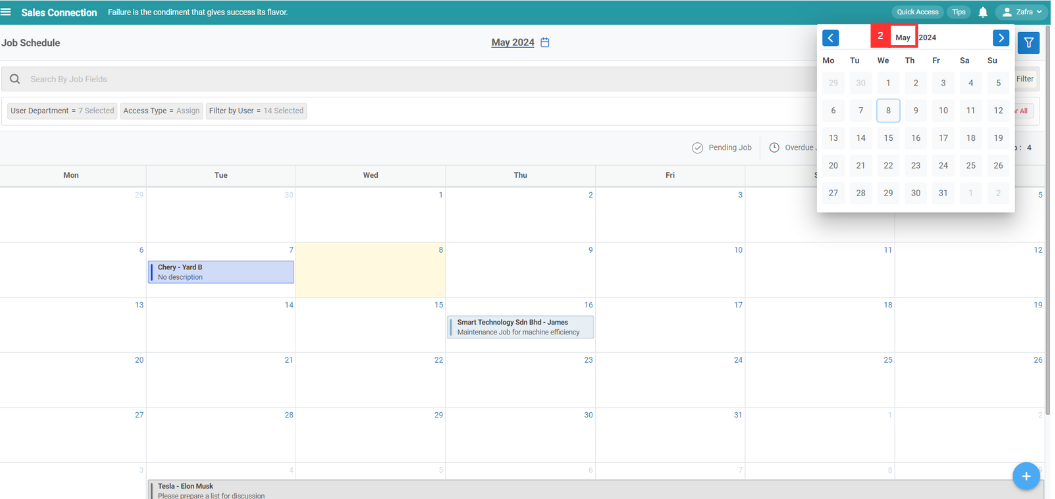 Sales Connection Failure is the condiment that gives success its flavor. Quick Access Tips Zafra
Job Schedule May 2024
2 May 2024
Mo Tu We Th Fr Sa Su
29 30 1 2 3 4 5
6 7 8 9 10 11 12
13 14 15 16 17 18 19
20 21 22 23 24 25 26
27 28 29 30 31 1 2
Search By Job Fields Filter
User Department = 7 Selected Access Type = Assign Filter by User = 14 Selected All
Pending Job Overdue : 4
Mon Tue Wed Thu Fri
29 30 1 2 3 5
6 7 8 9 10 11 12
Chery - Yard B
No description
13 14 15 16 17 18 19
Smart Technology Sdn Bhd - James
Maintenance Job for machine efficiency
20 21 22 23 24 25 26
27 28 29 30 31 1 2
3 4 5 6 7 8
Tesla - Elon Musk
Please prepare a list for discussion